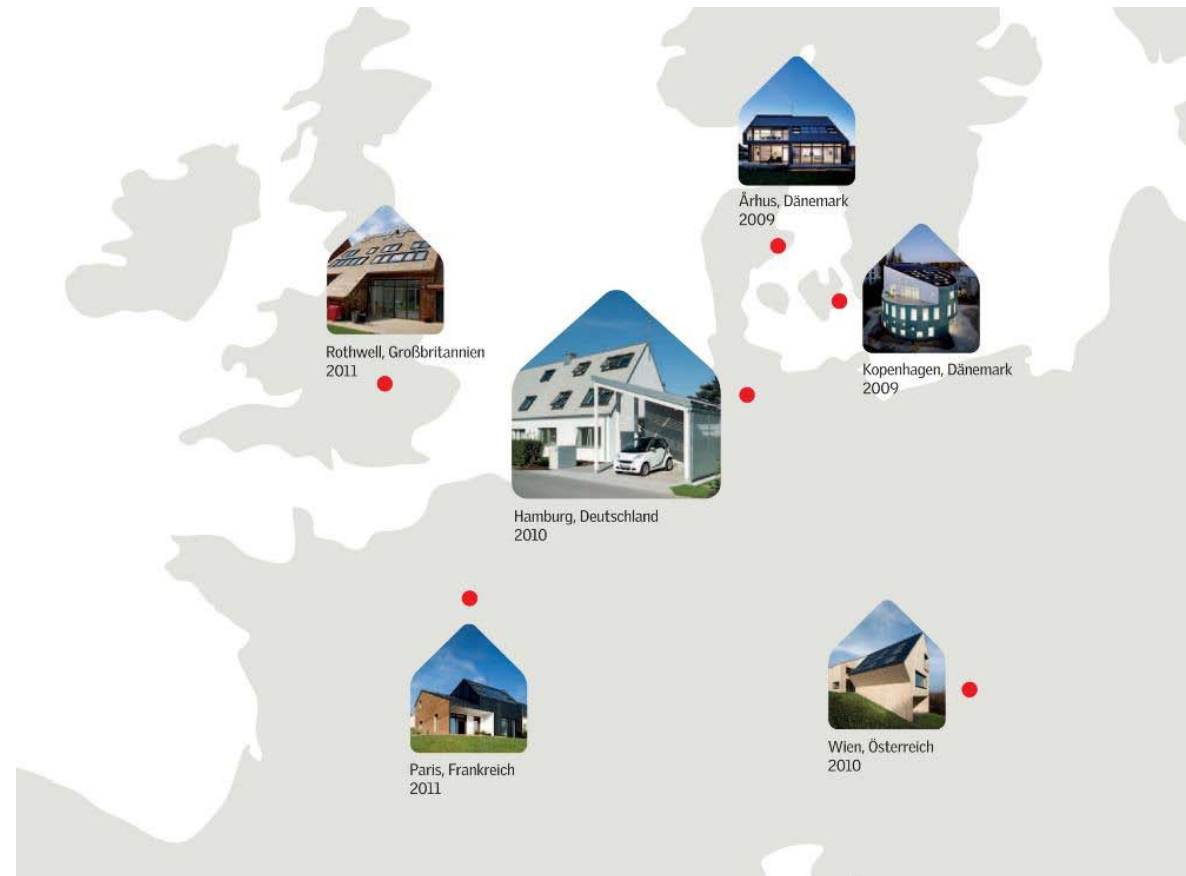 Århus, Dänemark
2009
Rothwell, Großbritannien
2011
Kopenhagen, Dänemark
2009
Hamburg, Deutschland
2010
Wien, Österreich
2010
Paris, Frankreich
2011